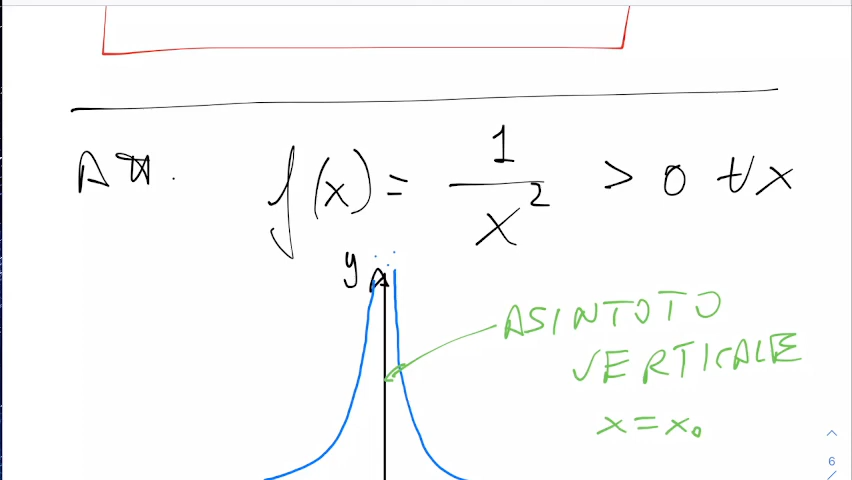 f(x) = 1/x² > 0 ∀x
y
ASINTOTO
VERTICALE
x = x₀
6